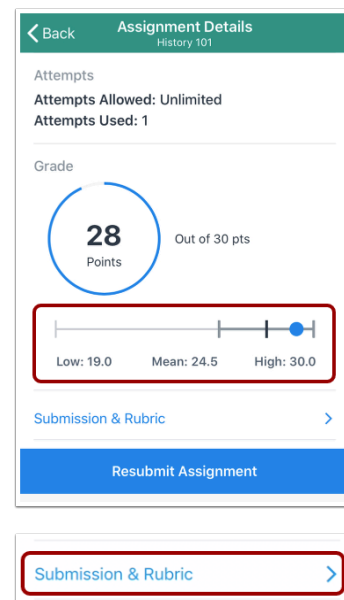 Back
Assignment Details
History 101
Attempts
Attempts Allowed: Unlimited
Attempts Used: 1
Grade
28
Points
Out of 30 pts
Low: 19.0 Mean: 24.5 High: 30.0
Submission & Rubric
Resubmit Assignment
Submission & Rubric